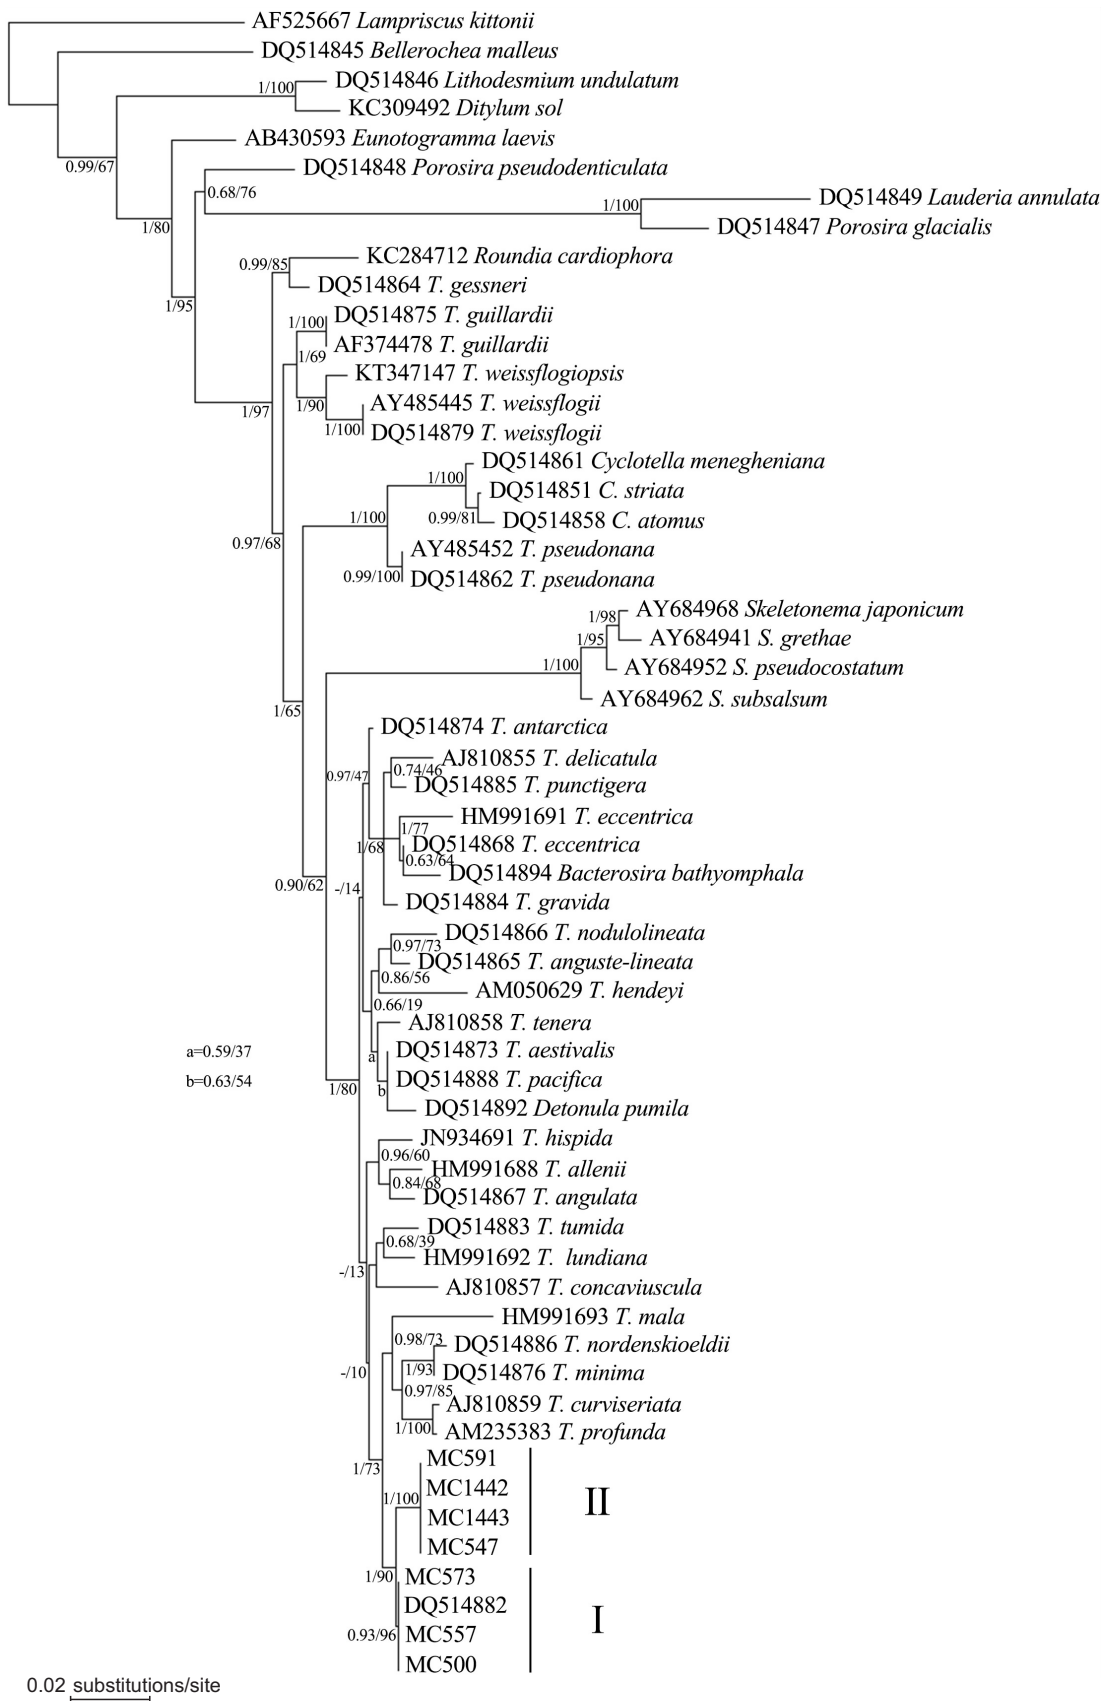 AF525667 Lampriscus kittonii
DQ514845 Bellerochea malleus
DQ514846 Lithodesmium undulatum
1/100
KC309492 Ditylum sol
AB430593 Eunotogramma laevis
0.99/67
DQ514848 Porosira pseudodenticulata
0.68/76
DQ514849 Lauderia annulata
1/100
DQ514847 Porosira glacialis
1/80
KC284712 Roundia cardiophora
0.99/85
DQ514864 T. gessneri
1/95
DQ514875 T. guillardii
1/100
AF374478 T. guillardii
1/69
KT347147 T. weissflogiopsis
AY485445 T. weissflogii
1/90
1/97
DQ514879 T. weissflogii
1/100
DQ514861 Cyclotella menegheniana
1/100
DQ514851 C. striata
1/100
0.99/81
DQ514858 C. atomus
0.97/68
AY485452 T. pseudonana
0.99/100
DQ514862 T. pseudonana
AY684968 Skeletonema japonicum
1/98
AY684941 S. grethae
1/95
1/100
AY684952 S. pseudocostatum
AY684962 S. subsalsum
1/65
DQ514874 T. antarctica
AJ810855 T. delicatula
0.97/47
0.74/46
DQ514885 T. punctigera
HM991691 T. eccentrica
1/77
DQ514868 T. eccentrica
1/68
0.63/64
DQ514894 Bacterosira bathyomphala
0.90/62
-/14
DQ514884 T. gravida
DQ514866 T. nodulolineata
0.97/73
DQ514865 T. anguste-lineata
0.86/56
AM050629 T. hendeyi
0.66/19
AJ810858 T. tenera
a=0.59/37
DQ514873 T. aestivalis
a
b=0.63/54
DQ514888 T. pacifica
1/80
b
DQ514892 Detonula pumila
JN934691 T. hispida
0.96/60
HM991688 T. allenii
0.84/68
DQ514867 T. angulata
DQ514883 T. tumida
0.68/39
HM991692 T. lundiana
-/13
AJ810857 T. concaviuscula
HM991693 T. mala
0.98/73
DQ514886 T. nordenskioeldii
-/10
1/93
DQ514876 T. minima
0.97/85
AJ810859 T. curviseriata
1/100
AM235383 T. profunda
MC591
1/73
MC1442
1/100
II
MC1443
MC547
1/90
MC573
DQ514882
I
0.93/96
MC557
MC500
0.02 substitutions/site